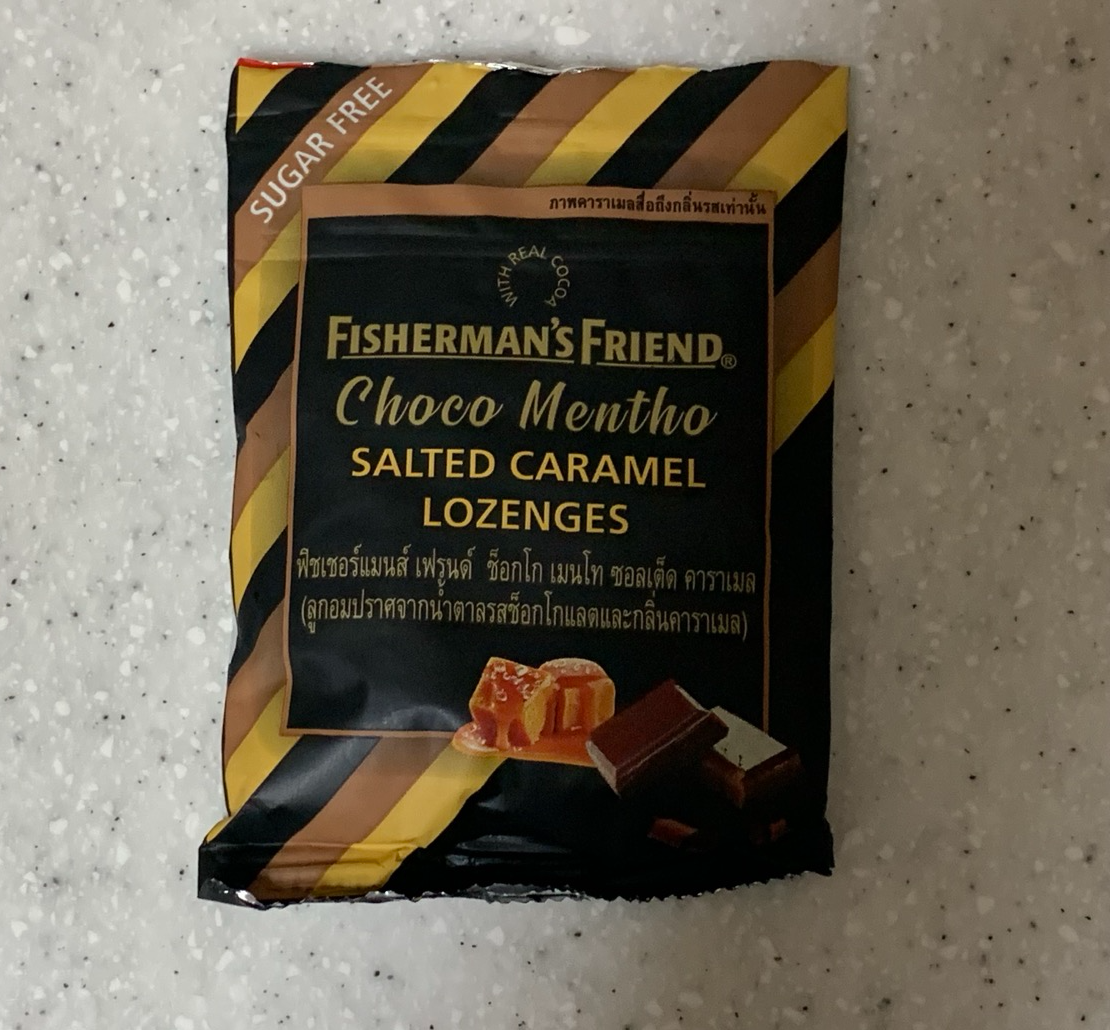 SUGAR FREE
ภาพคาราเมลสื่อถึงกลิ่นรสเท่านั้น
WITH REAL COCOA
FISHERMAN'S FRIEND®
Choco Mentho
SALTED CARAMEL
LOZENGES
ฟิชเชอร์แมนส์ เฟรนด์ ช็อกโก เมนโท ซอลเต็ด คาราเมล
(ลูกอมปราศจากน้ำตาลรสช็อกโกแลตและกลิ่นคาราเมล)